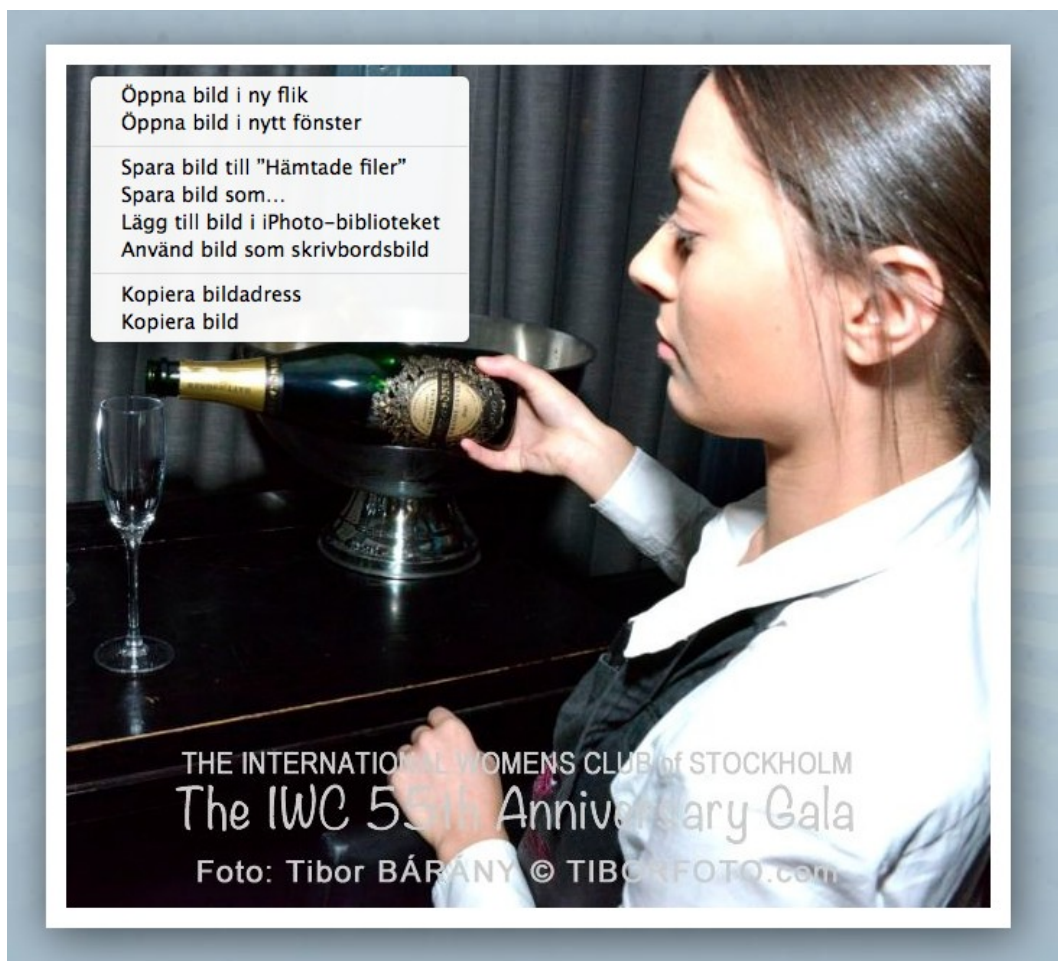 Öppna bild i ny flik
Öppna bild i nytt fönster
Spara bild till ”Hämtade filer”
Spara bild som...
Lägg till bild i iPhoto-biblioteket
Använd bild som skrivbordsbild
Kopiera bildadress
Kopiera bild
THE INTERNATIONAL WOMENS CLUB of STOCKHOLM
The IWC 55th Anniversary Gala
Foto: Tibor BÁRÁNY © TIBORFOTO.com